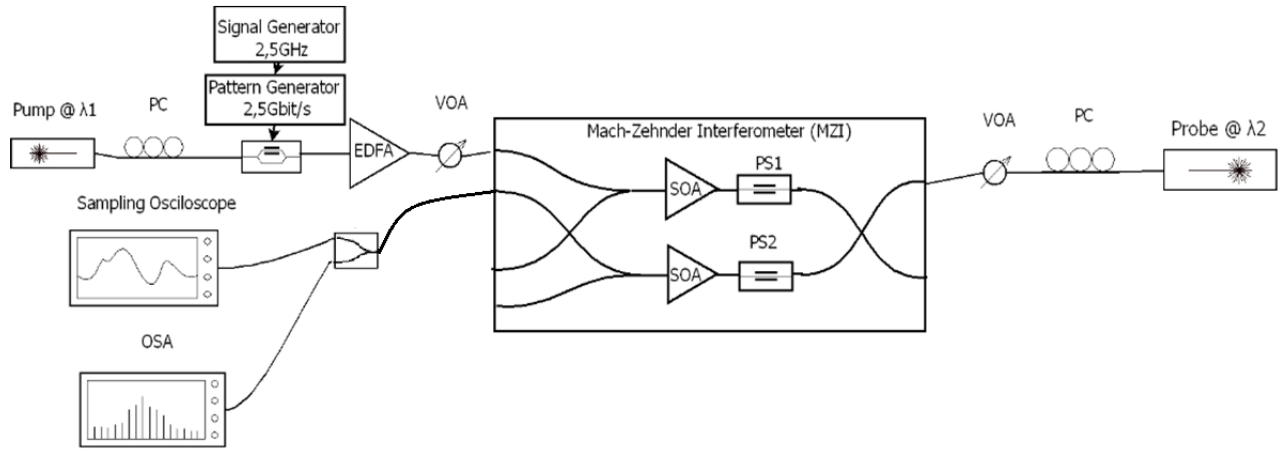 Signal Generator
2,5GHz
Pattern Generator
2,5Gbit/s
Pump @ λ1
PC
EDFA
VOA
Mach-Zehnder Interferometer (MZI)
SOA
PS1
SOA
PS2
VOA
PC
Probe @ λ2
Sampling Osciloscope
OSA